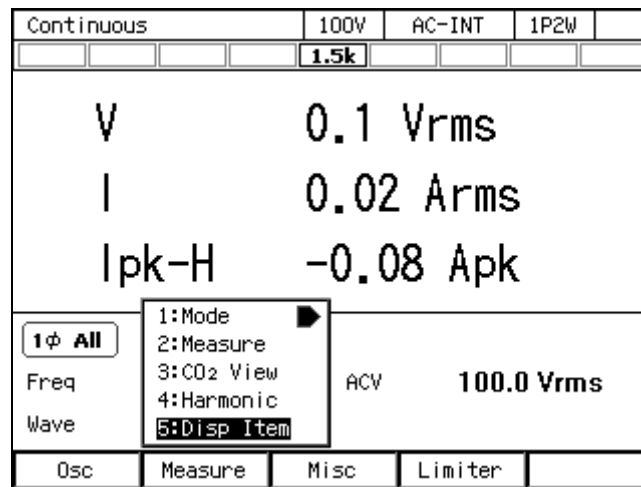 Continuous 100V AC-INT 1P2W
1.5k
V 0.1 Vrms
I 0.02 Arms
Ipk-H -0.08 Apk
1:Mode
1ϕ All 2:Measure
3:CO₂ View
Freq ACV 100.0 Vrms
4:Harmonic
Wave 5:Disp Item
Osc Measure Misc Limiter